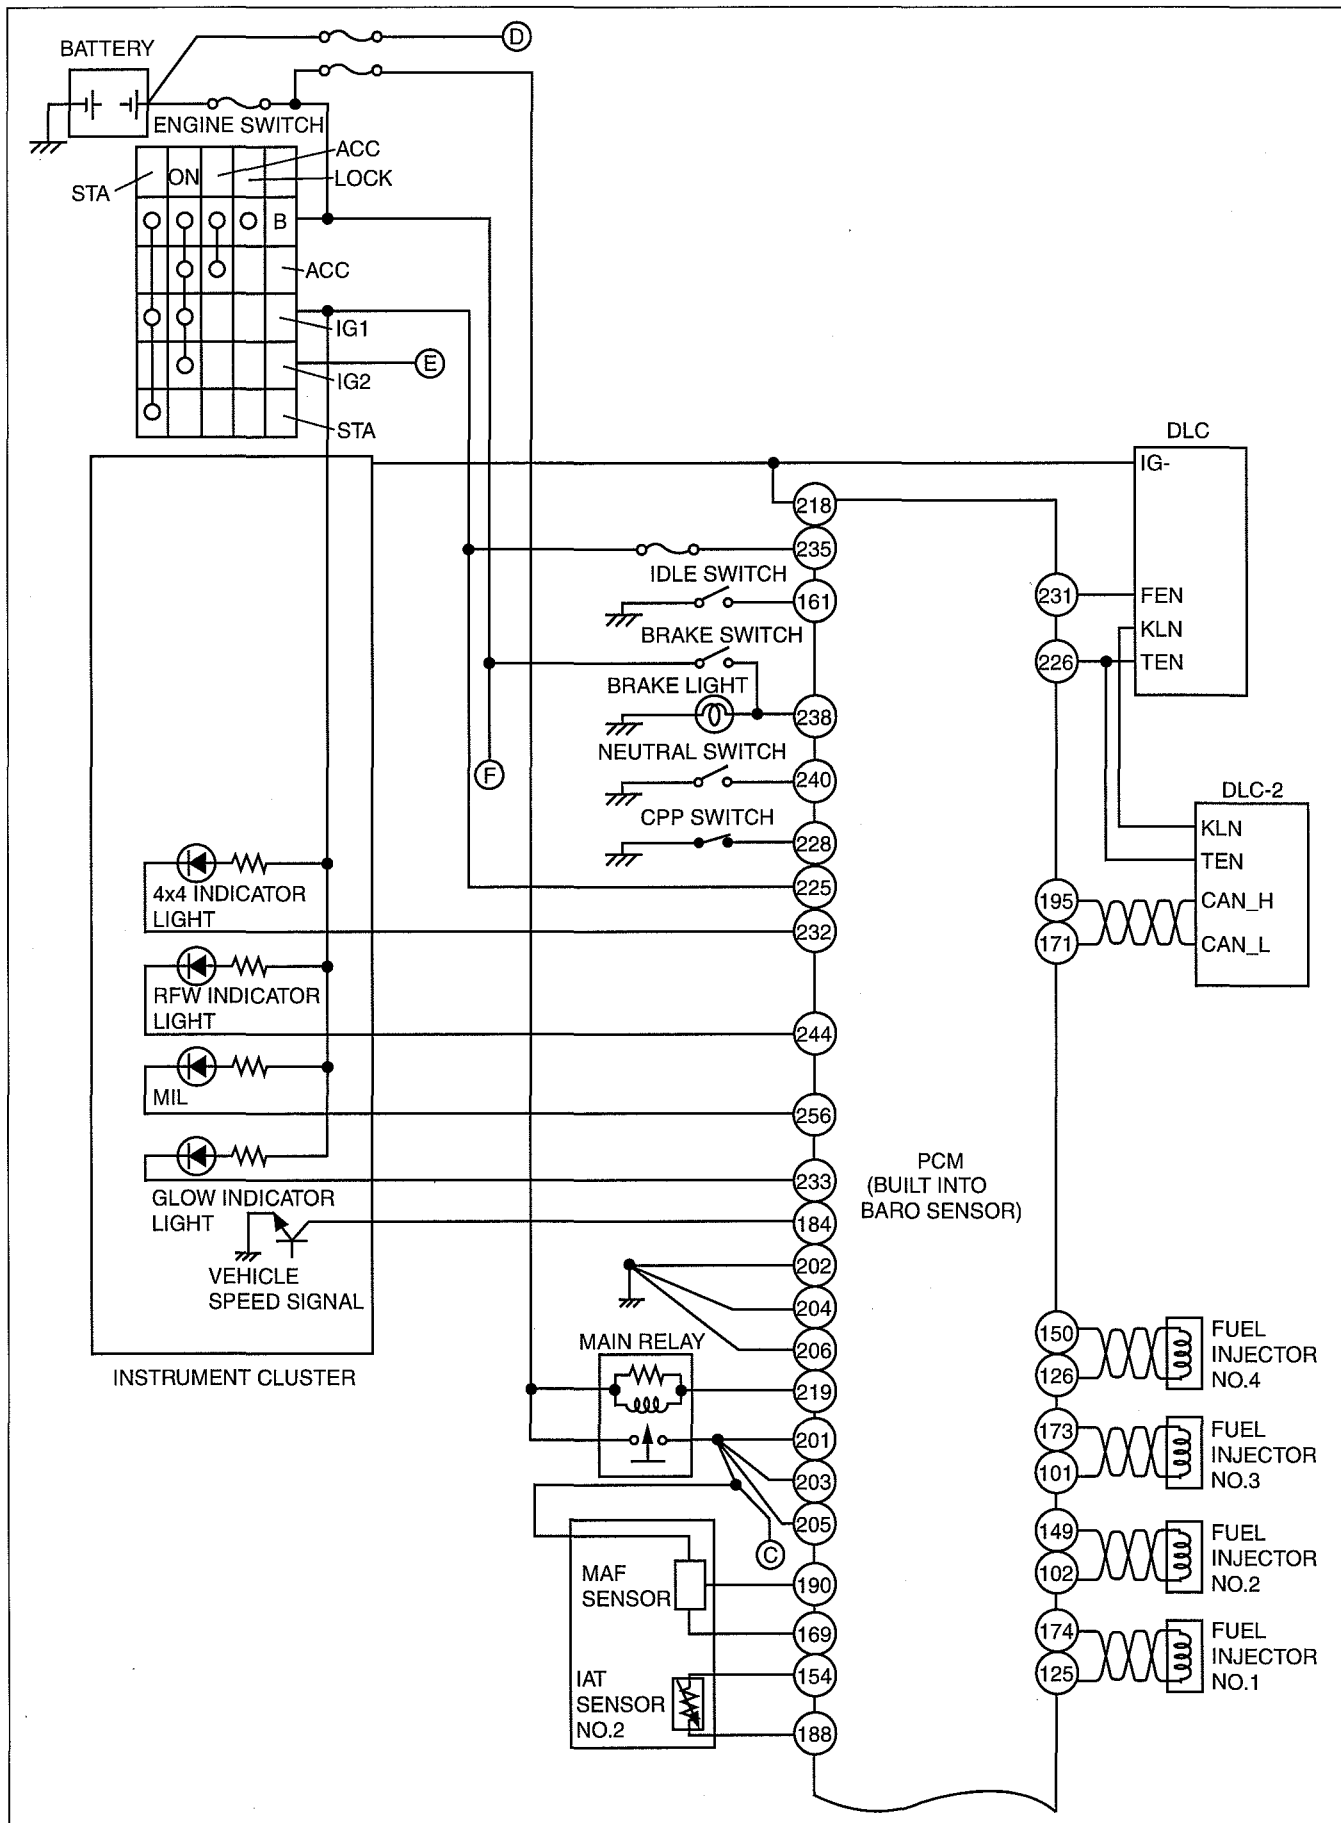 D
BATTERY
ENGINE SWITCH
ACC
LOCK
STA
ON
B
ACC
IG1
IG2
E
STA
DLC
IG-
218
235
IDLE SWITCH
161
231
FEN
KLN
BRAKE SWITCH
226
TEN
BRAKE LIGHT
238
NEUTRAL SWITCH
F
240
DLC-2
CPP SWITCH
KLN
228
TEN
225
4x4 INDICATOR
LIGHT
195
CAN_H
232
171
CAN_L
RFW INDICATOR
LIGHT
244
MIL
256
PCM
(BUILT INTO
BARO SENSOR)
233
GLOW INDICATOR
LIGHT
184
VEHICLE
SPEED SIGNAL
202
204
206
INSTRUMENT CLUSTER
MAIN RELAY
219
201
203
205
C
150
126
FUEL
INJECTOR
NO.4
173
101
FUEL
INJECTOR
NO.3
149
102
FUEL
INJECTOR
NO.2
174
125
FUEL
INJECTOR
NO.1
MAF
SENSOR
190
169
IAT
SENSOR
NO.2
154
188